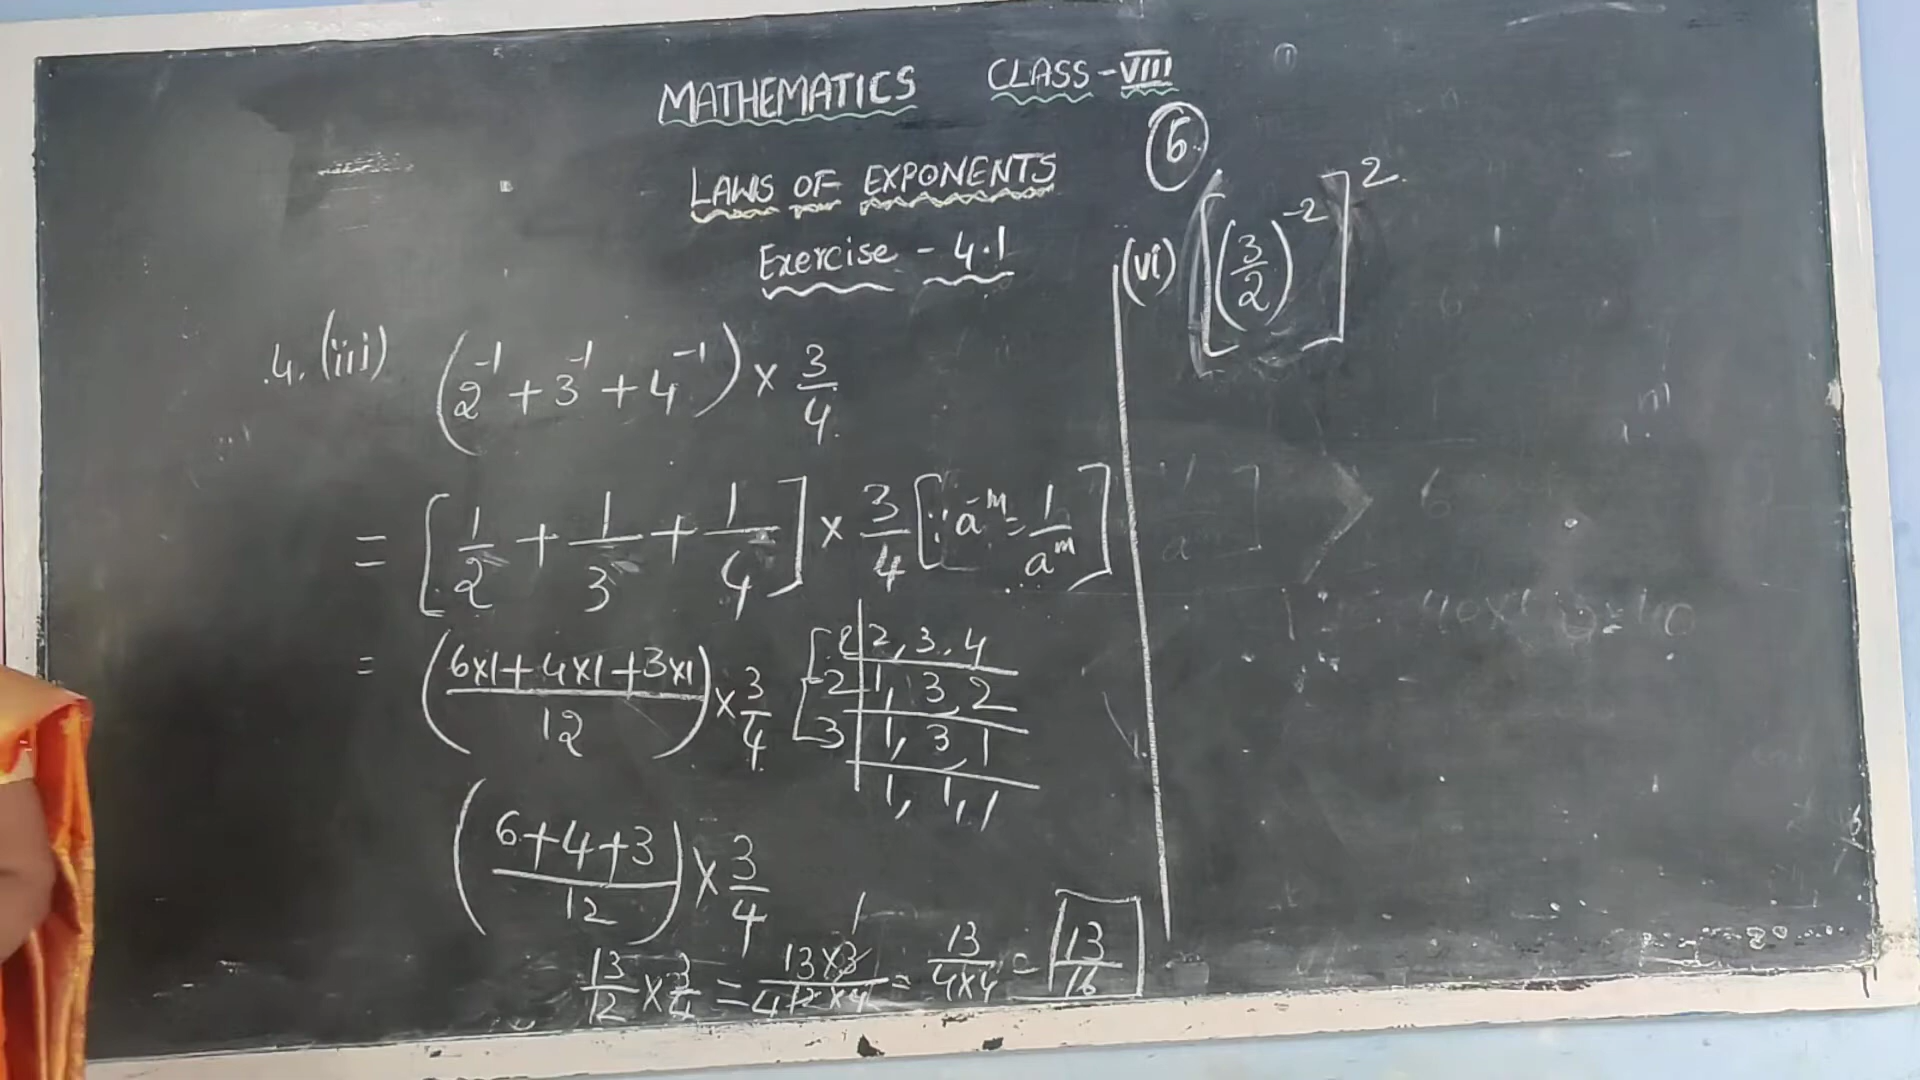 MATHEMATICS CLASS-VIII
LAWS OF EXPONENTS
Exercise - 4.1
4. (iii) (2⁻¹ + 3⁻¹ + 4⁻¹) × 3/4
= [1/2 + 1/3 + 1/4] × 3/4 [∵ a⁻ᵐ = 1/aᵐ]
= ((6×1 + 4×1 + 3×1)/12) × 3/4
2 | 2, 3, 4
2 | 1, 3, 2
3 | 1, 3, 1
1, 1, 1
((6+4+3)/12) × 3/4
13/12 × 3/4 = 13×3/12×4 = 13/4×4 = 13/16
1
4
6
(vi) [(3/2)⁻²]²